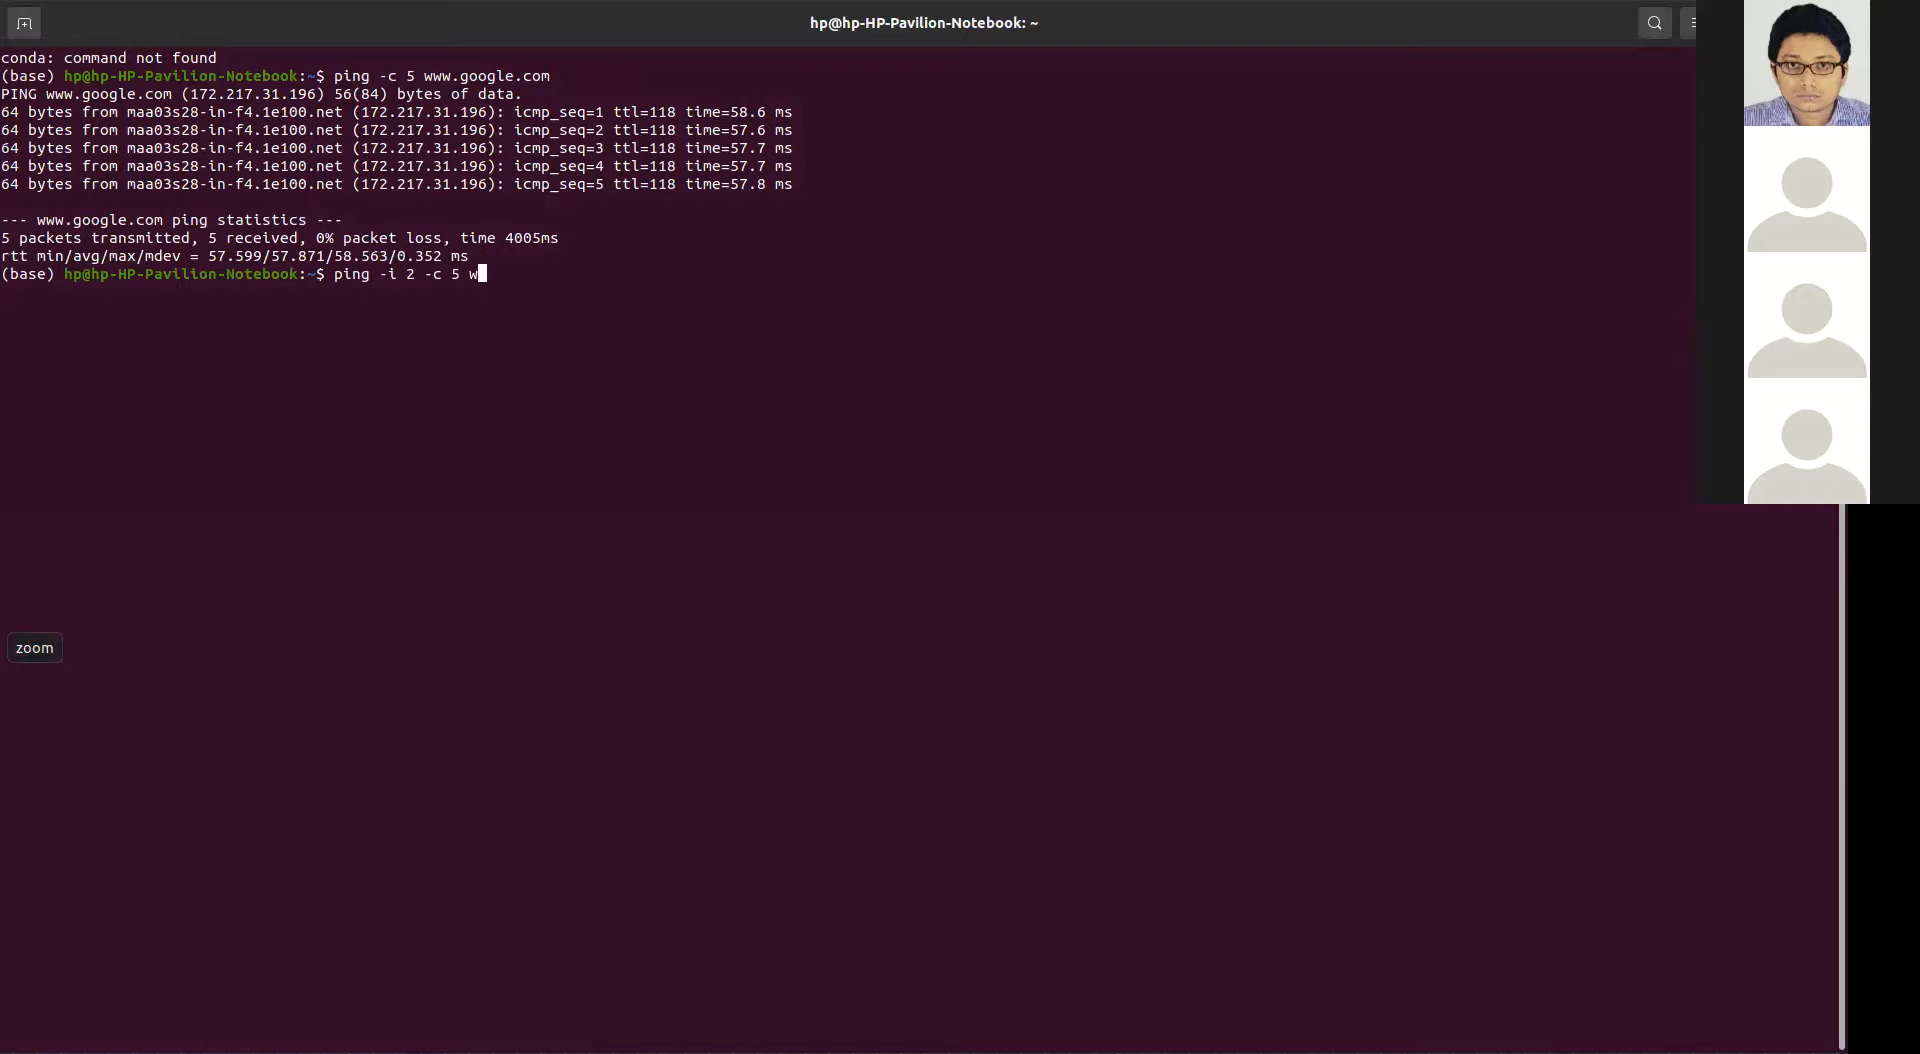 hp@hp-HP-Pavilion-Notebook: ~
conda: command not found
(base) hp@hp-HP-Pavilion-Notebook:~$ ping -c 5 www.google.com
PING www.google.com (172.217.31.196) 56(84) bytes of data.
64 bytes from maa03s28-in-f4.1e100.net (172.217.31.196): icmp_seq=1 ttl=118 time=58.6 ms
64 bytes from maa03s28-in-f4.1e100.net (172.217.31.196): icmp_seq=2 ttl=118 time=57.6 ms
64 bytes from maa03s28-in-f4.1e100.net (172.217.31.196): icmp_seq=3 ttl=118 time=57.7 ms
64 bytes from maa03s28-in-f4.1e100.net (172.217.31.196): icmp_seq=4 ttl=118 time=57.7 ms
64 bytes from maa03s28-in-f4.1e100.net (172.217.31.196): icmp_seq=5 ttl=118 time=57.8 ms
--- www.google.com ping statistics ---
5 packets transmitted, 5 received, 0% packet loss, time 4005ms
rtt min/avg/max/mdev = 57.599/57.871/58.563/0.352 ms
(base) hp@hp-HP-Pavilion-Notebook:~$ ping -i 2 -c 5 w
zoom